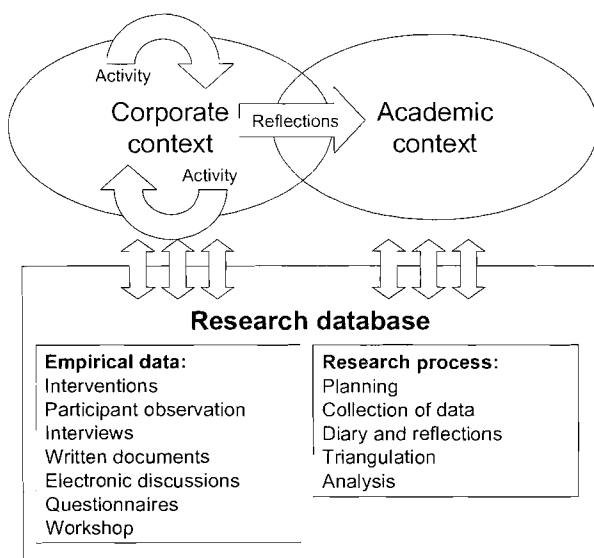 Activity
Corporate
context
Reflections
Academic
context
Activity
Research database
Empirical data:
Interventions
Participant observation
Interviews
Written documents
Electronic discussions
Questionnaires
Workshop
Research process:
Planning
Collection of data
Diary and reflections
Triangulation
Analysis